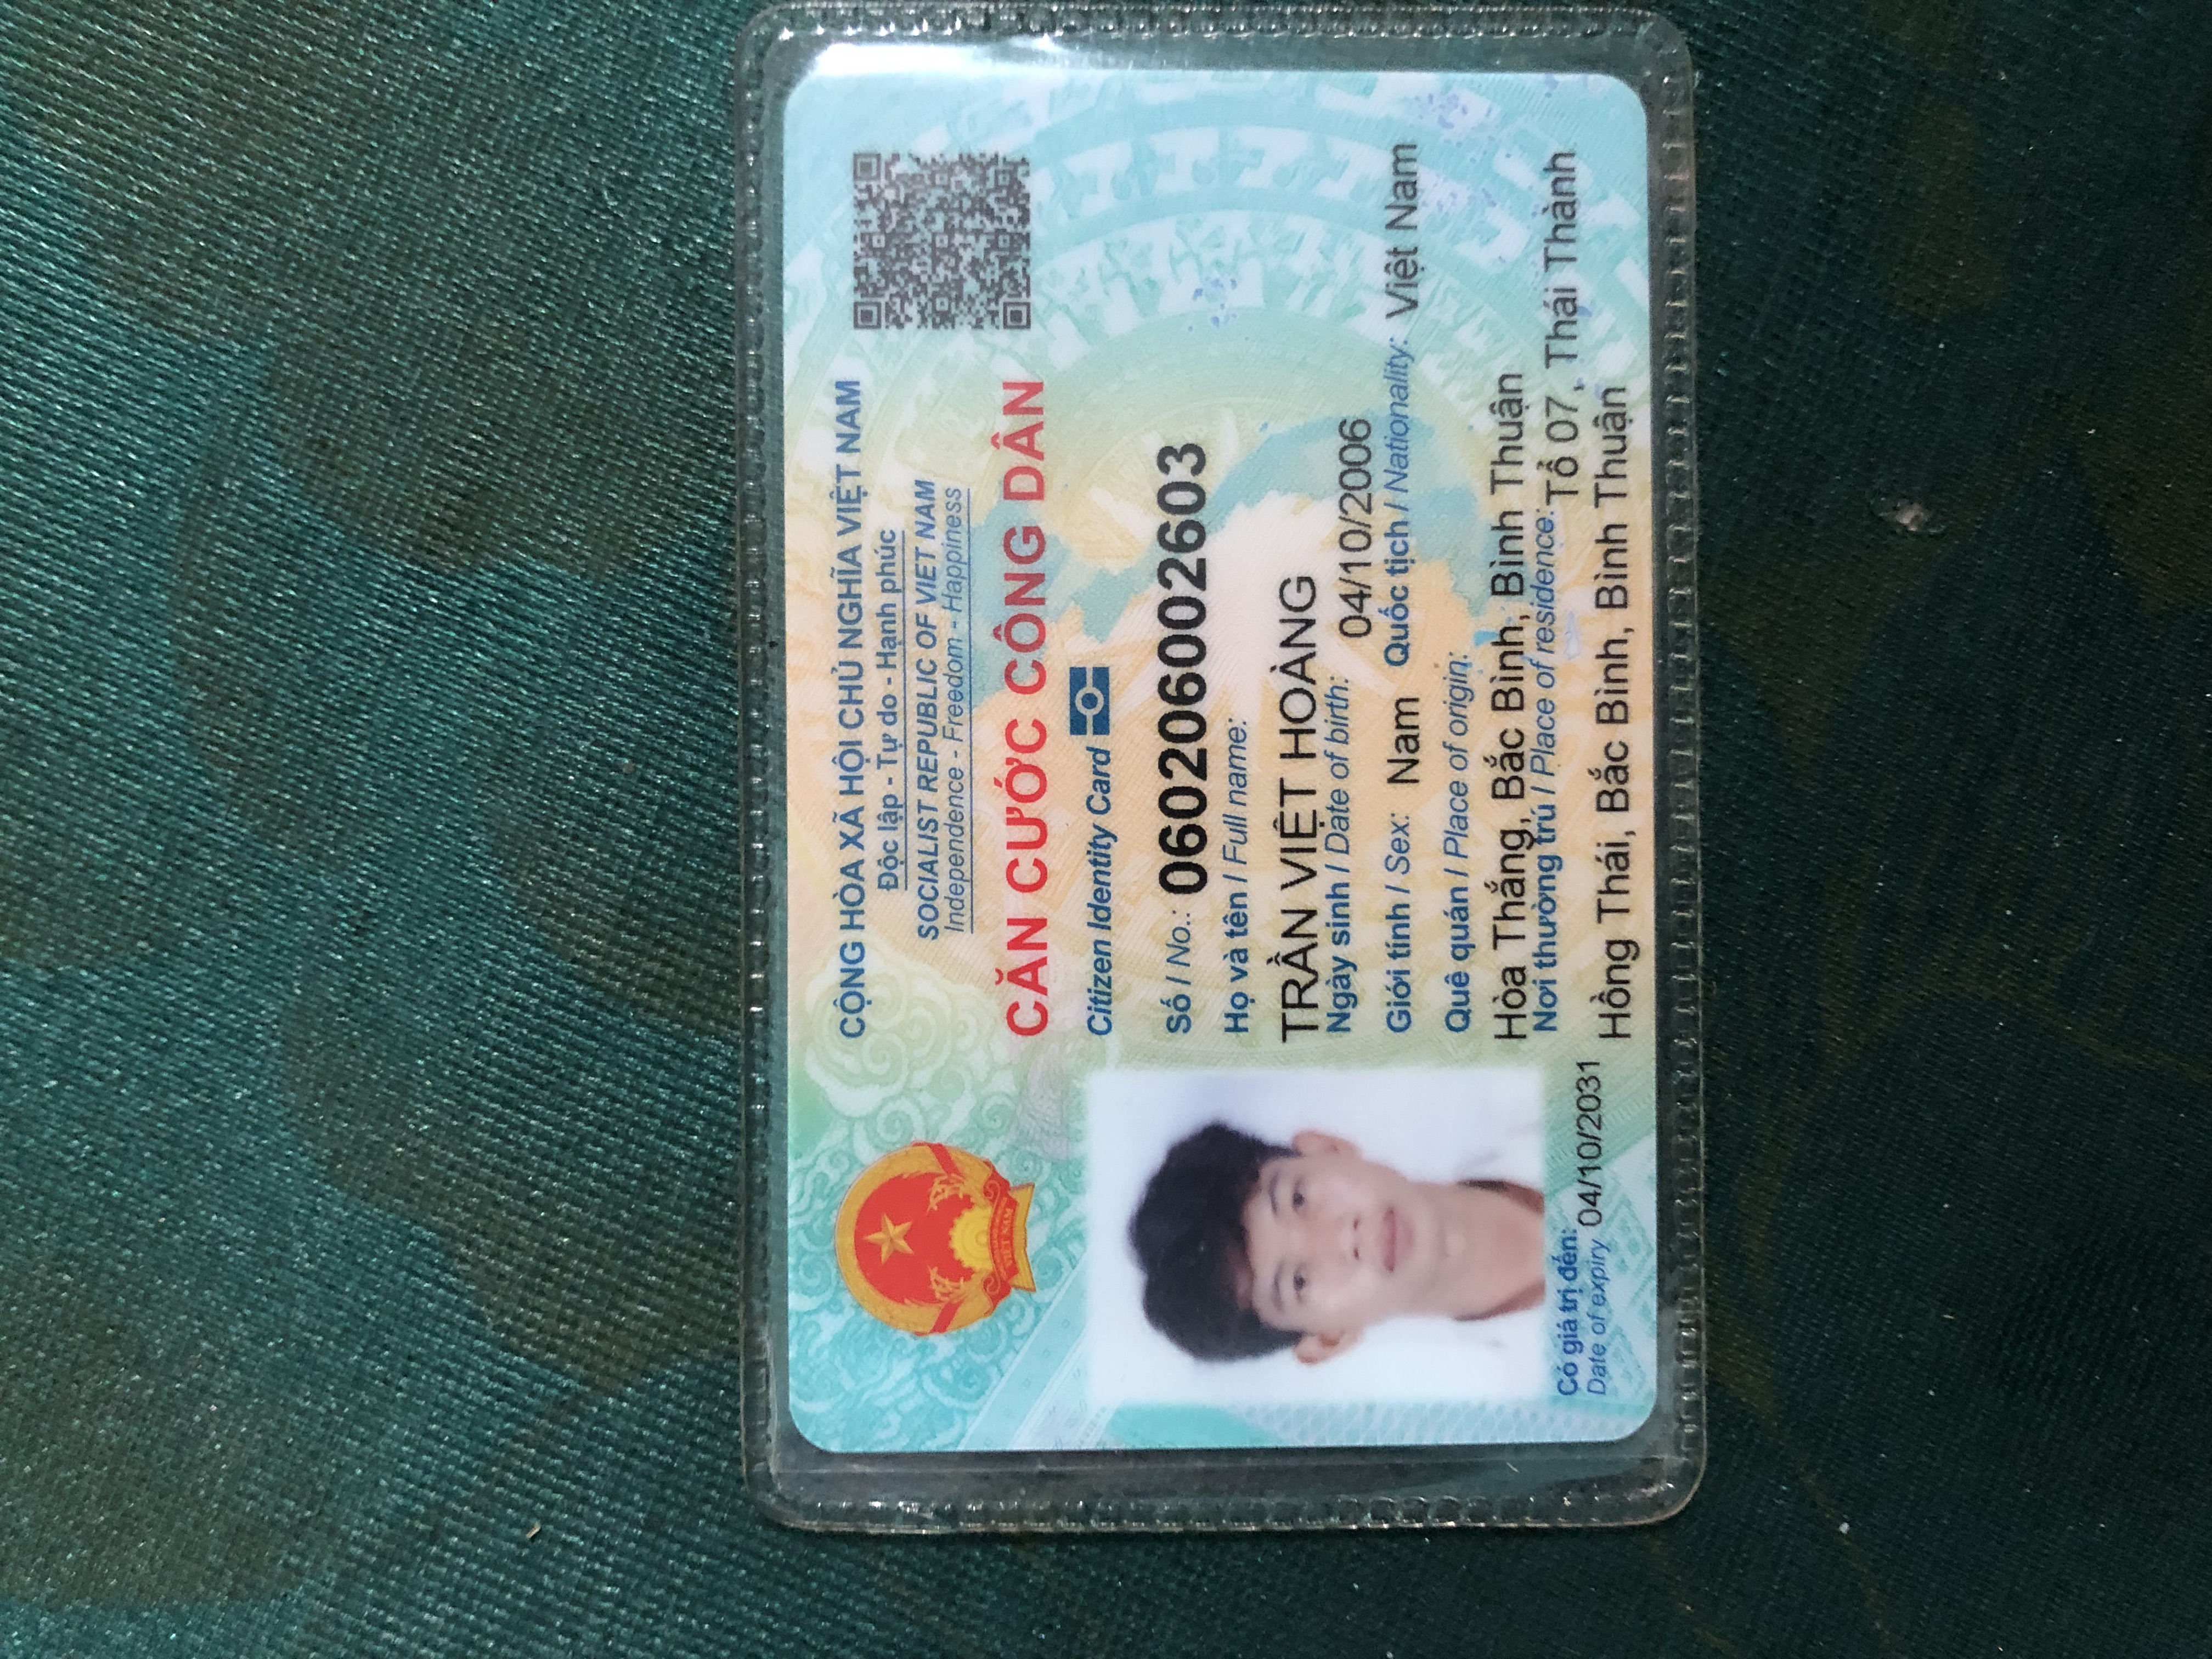 CỘNG HÒA XÃ HỘI CHỦ NGHĨA VIỆT NAM
Độc lập - Tự do - Hạnh phúc
SOCIALIST REPUBLIC OF VIET NAM
Independence - Freedom - Happiness
CĂN CƯỚC CÔNG DÂN
Citizen Identity Card
Số / No.: 060206002603
Họ và tên / Full name:
TRẦN VIỆT HOÀNG
Ngày sinh / Date of birth: 04/10/2006
Giới tính / Sex: Nam Quốc tịch / Nationality: Việt Nam
Quê quán / Place of origin:
Hòa Thắng, Bắc Bình, Bình Thuận
Nơi thường trú / Place of residence: Tổ 07, Thái Thành
Hồng Thái, Bắc Bình, Bình Thuận
Có giá trị đến: 04/10/2031
Date of expiry
VIỆT NAM